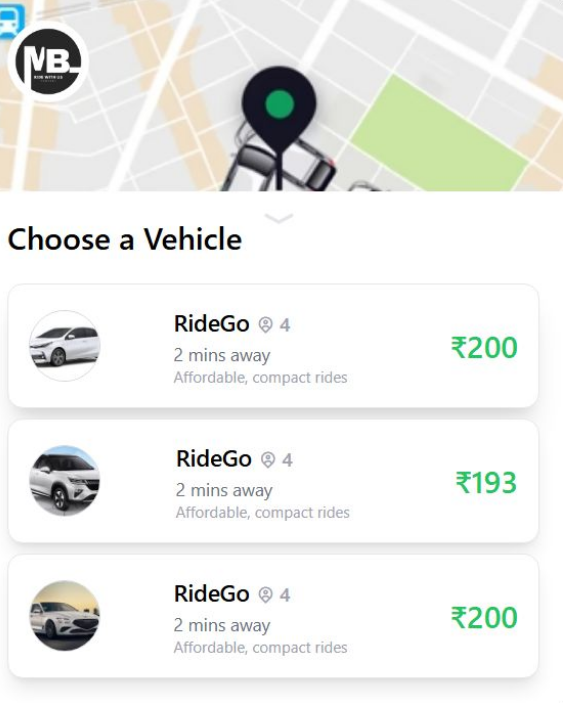 MB
RIDE WITH US
Choose a Vehicle
RideGo 4
2 mins away
Affordable, compact rides
₹200
RideGo 4
2 mins away
Affordable, compact rides
₹193
RideGo 4
2 mins away
Affordable, compact rides
₹200